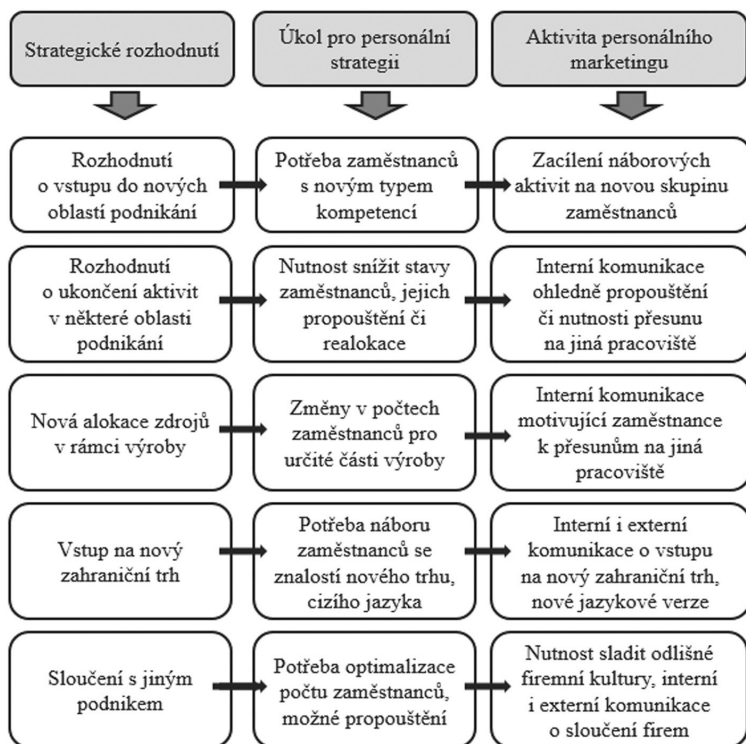 Strategické rozhodnutí
Úkol pro personální
strategii
Aktivita personálního
marketingu
Rozhodnutí
o vstupu do nových
oblastí podnikání
Potřeba zaměstnanců
s novým typem
kompetencí
Zacílení náborových
aktivit na novou skupinu
zaměstnanců
Rozhodnutí
o ukončení aktivit
v některé oblasti
podnikání
Nutnost snížit stavy
zaměstnanců, jejich
propouštění či
realokace
Interní komunikace
ohledně propouštění
či nutnosti přesunu
na jiná pracoviště
Nová alokace zdrojů
v rámci výroby
Změny v počtech
zaměstnanců pro
určité části výroby
Interní komunikace
motivující zaměstnance
k přesunům na jiná
pracoviště
Vstup na nový
zahraniční trh
Potřeba náboru
zaměstnanců se
znalostí nového trhu,
cizího jazyka
Interní i externí
komunikace o vstupu
na nový zahraniční trh,
nové jazykové verze
Sloučení s jiným
podnikem
Potřeba optimalizace
počtu zaměstnanců,
možné propouštění
Nutnost sladit odlišné
firemní kultury, interní
i externí komunikace
o sloučení firem